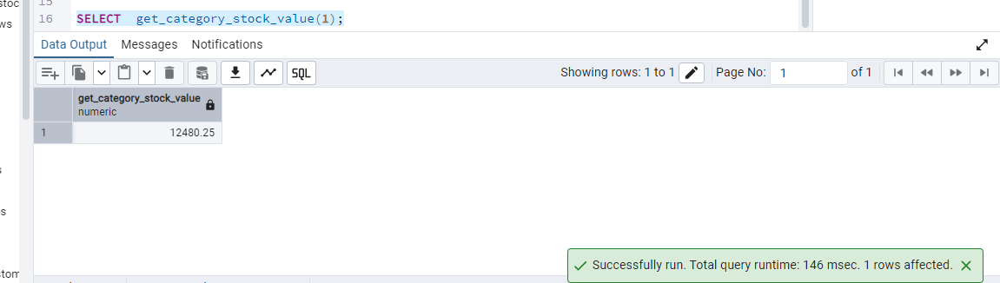 stoc
15
ws
16 SELECT get_category_stock_value(1);
Data Output Messages Notifications
SQL Showing rows: 1 to 1 Page No: 1 of 1
get_category_stock_value
numeric
1 12480.25
s
s
Successfully run. Total query runtime: 146 msec. 1 rows affected.
stom